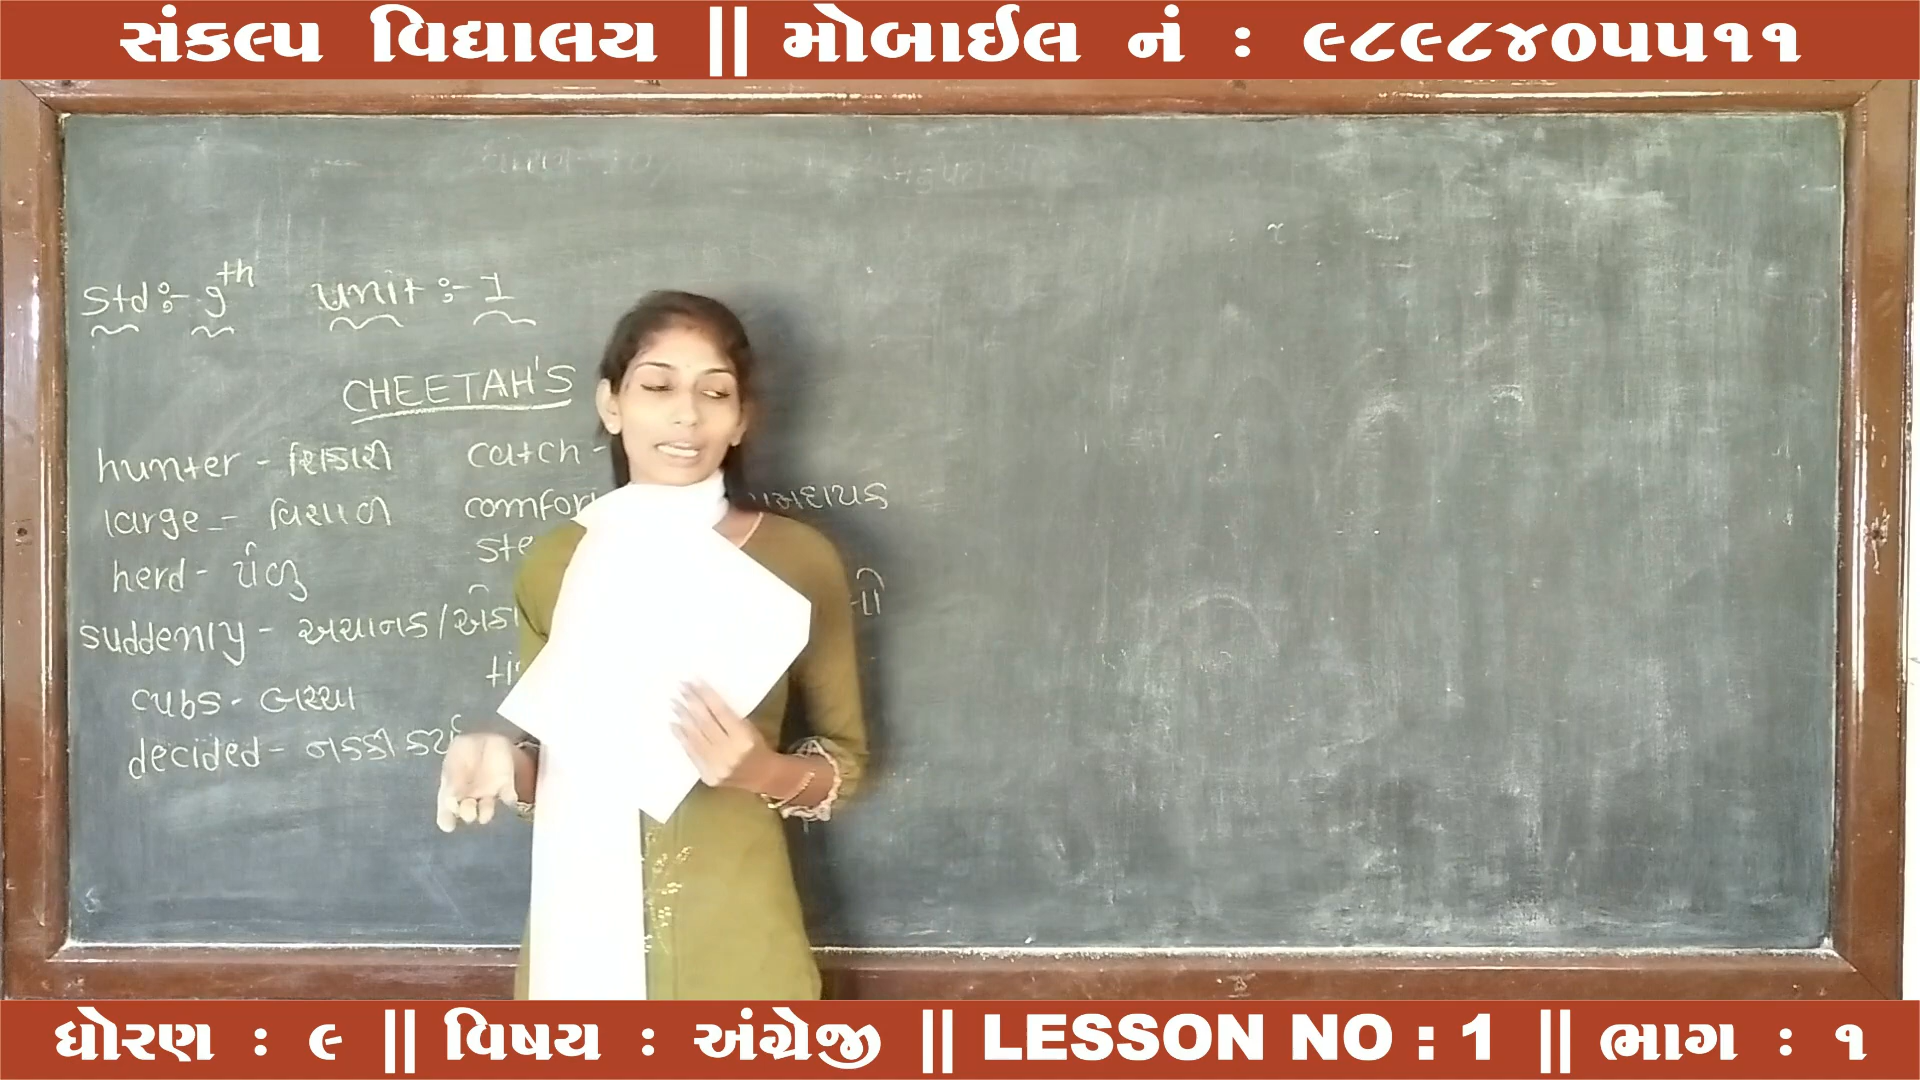 સંકલ્પ વિદ્યાલય || મોબાઈલ નં : ૯૮૯૮૪૦૫૫૧૧
Std :- 9th Unit :- 1
CHEETAH'S
hunter - શિકારી catch -
large - વિશાળ
herd - ટોળું
suddenly - અચાનક /
cubs - બચ્ચા
decided - નક્કી કર્યું
ધોરણ : ૯ || વિષય : અંગ્રેજી || LESSON NO : 1 || ભાગ : ૧